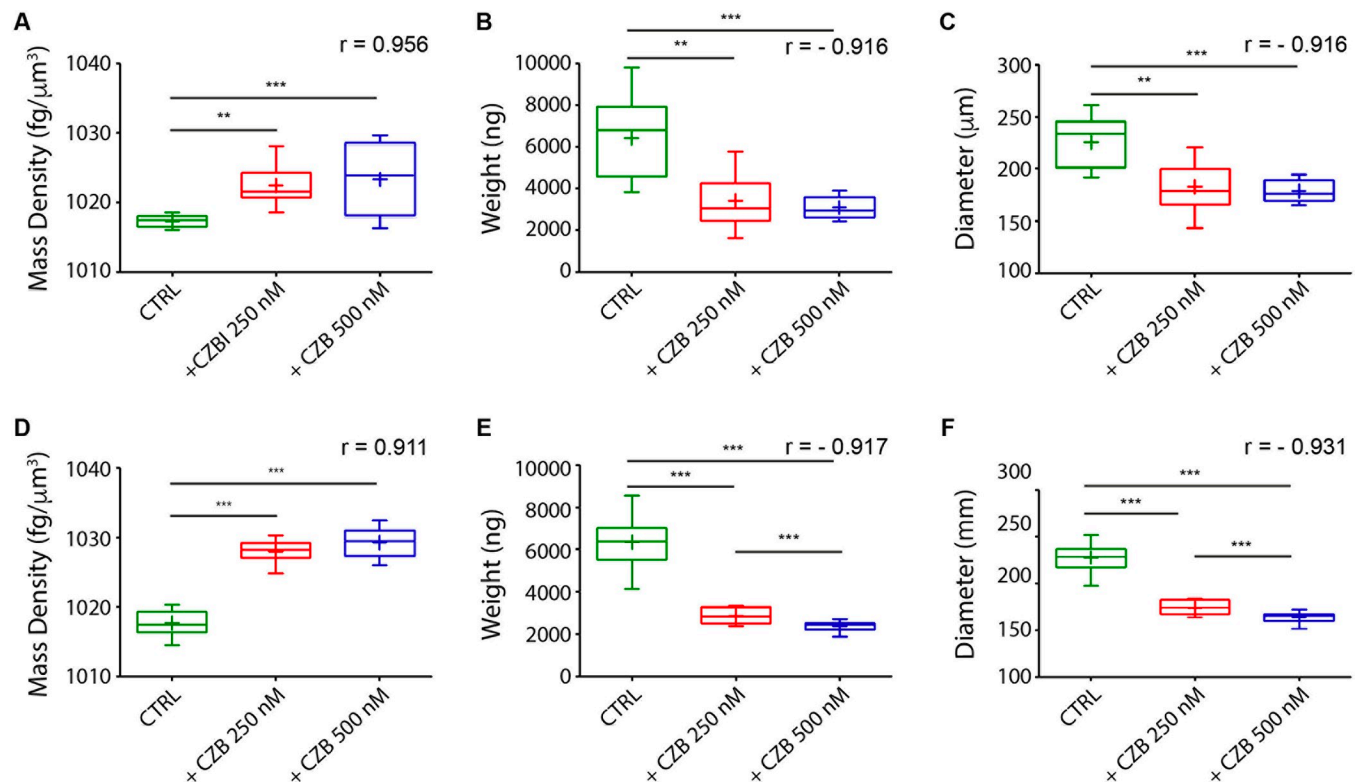 A
r = 0.956
Mass Density (fg/μm³)
1040
1030
1020
1010
***
**
CTRL
+CZBI 250 nM
+ CZB 500 nM
B
r = - 0.916
Weight (ng)
10000
8000
6000
4000
2000
0
***
**
CTRL
+ CZB 250 nM
+ CZB 500 nM
C
r = - 0.916
Diameter (μm)
300
250
200
150
100
***
**
CTRL
+ CZB 250 nM
+ CZB 500 nM
D
r = 0.911
Mass Density (fg/μm³)
1040
1030
1020
1010
***
***
CTRL
+ CZB 250 nM
+ CZB 500 nM
E
r = - 0.917
Weight (ng)
10000
8000
6000
4000
2000
0
***
***
***
CTRL
+ CZB 250 nM
+ CZB 500 nM
F
r = - 0.931
Diameter (mm)
300
250
200
150
100
***
***
***
CTRL
+ CZB 250 nM
+ CZB 500 nM